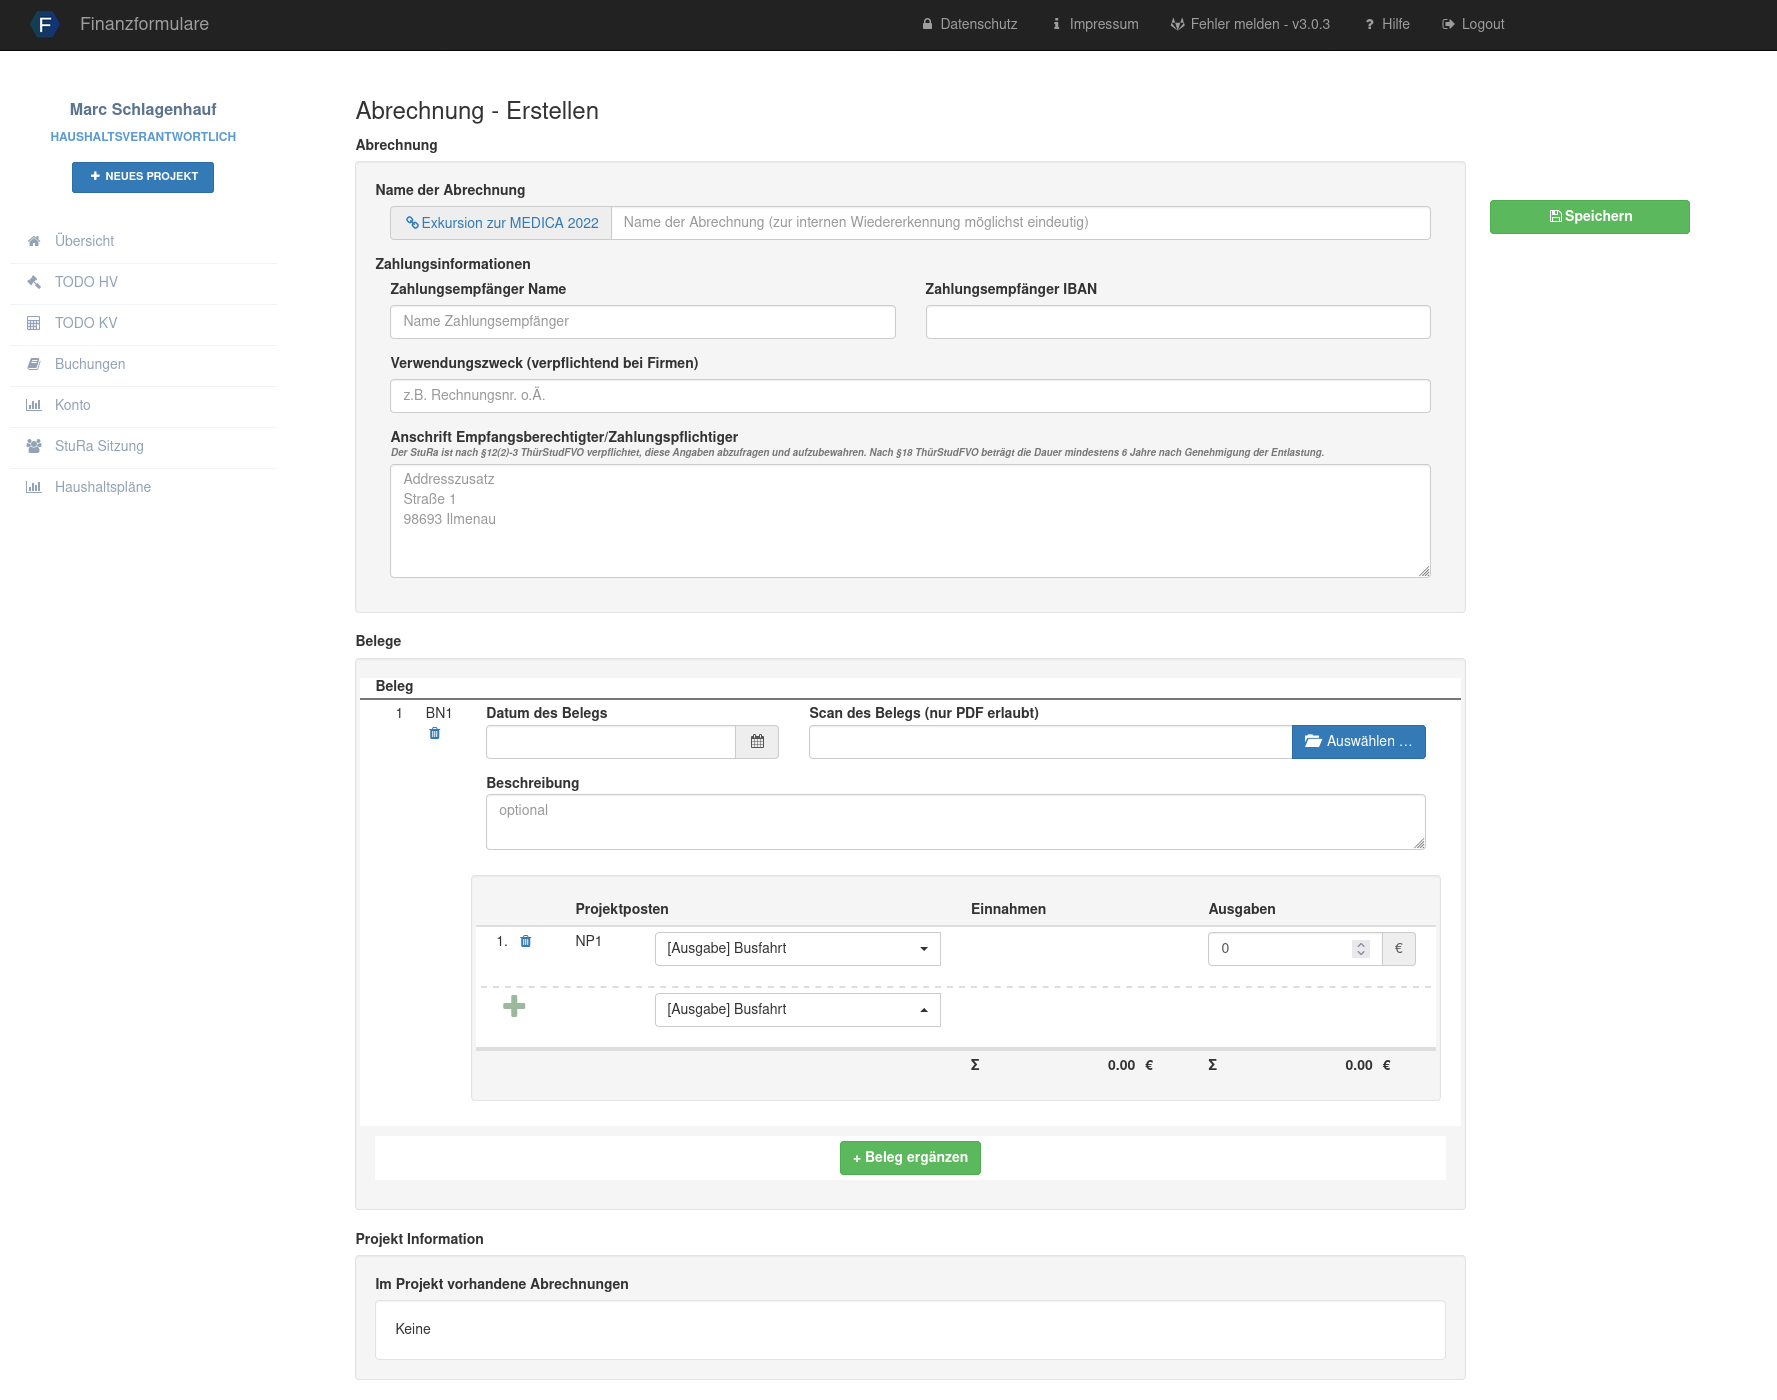 F Finanzformulare Datenschutz Impressum Fehler melden - v3.0.3 Hilfe Logout
Marc Schlagenhauf
HAUSHALTSVERANTWORTLICH
NEUES PROJEKT
Übersicht
TODO HV
TODO KV
Buchungen
Konto
StuRa Sitzung
Haushaltspläne
Abrechnung - Erstellen
Abrechnung
Name der Abrechnung
Exkursion zur MEDICA 2022 Name der Abrechnung (zur internen Wiedererkennung möglichst eindeutig)
Speichern
Zahlungsinformationen
Zahlungsempfänger Name Zahlungsempfänger IBAN
Name Zahlungsempfänger
Verwendungszweck (verpflichtend bei Firmen)
z.B. Rechnungsnr. o.Ä.
Anschrift Empfangsberechtigter/Zahlungspflichtiger
Der StuRa ist nach §12(2)-3 ThürStudFVO verpflichtet, diese Angaben abzufragen und aufzubewahren. Nach §18 ThürStudFVO beträgt die Dauer mindestens 6 Jahre nach Genehmigung der Entlastung.
Addresszusatz
Straße 1
98693 Ilmenau
Belege
Beleg
1 BN1 Datum des Belegs Scan des Belegs (nur PDF erlaubt)
Auswählen ...
Beschreibung
optional
Projektposten Einnahmen Ausgaben
1. NP1 [Ausgabe] Busfahrt 0 €
[Ausgabe] Busfahrt
Σ 0.00 € Σ 0.00 €
+ Beleg ergänzen
Projekt Information
Im Projekt vorhandene Abrechnungen
Keine